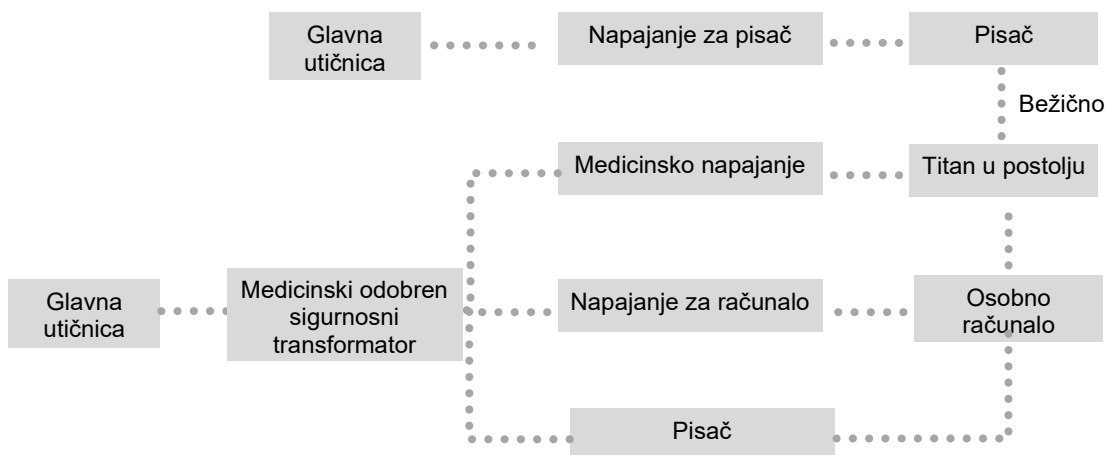 Glavna
utičnica
Napajanje za pisač
Pisač
Bežično
Medicinsko napajanje
Titan u postolju
Glavna
utičnica
Medicinski odobren
sigurnosni
transformator
Napajanje za računalo
Osobno
računalo
Pisač